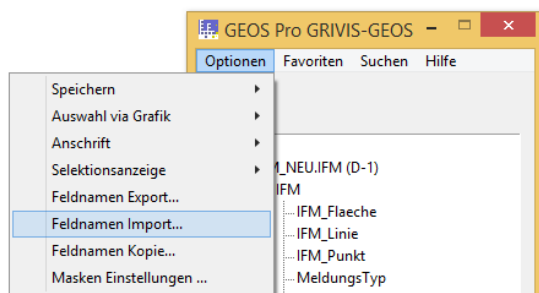 GEOS Pro GRIVIS-GEOS
Optionen Favoriten Suchen Hilfe
Speichern
Auswahl via Grafik
Anschrift
Selektionsanzeige
Feldnamen Export...
Feldnamen Import...
Feldnamen Kopie...
Masken Einstellungen ...
_NEU.IFM (D-1)
IFM
IFM_Flaeche
IFM_Linie
IFM_Punkt
MeldungsTyp